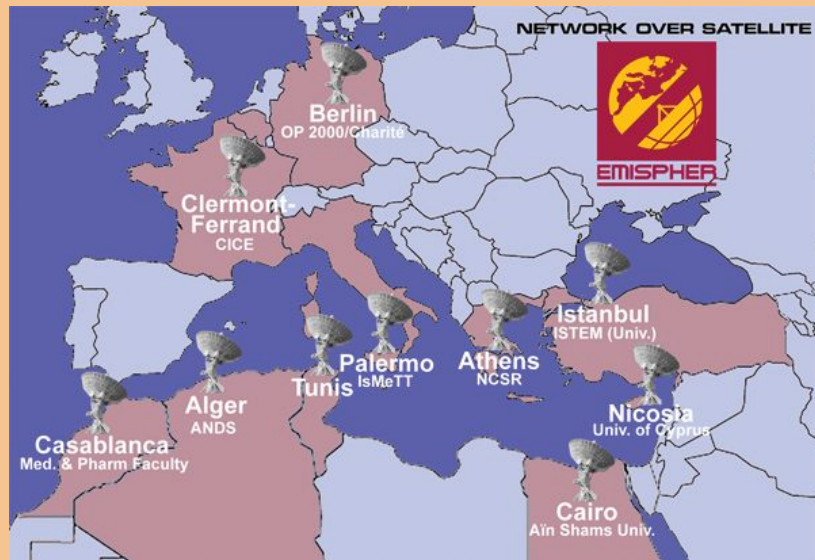 NETWORK OVER SATELLITE
EMISPHER
Berlin
OP 2000/Charité
Clermont-
Ferrand
CICE
Istanbul
ISTEM (Univ.)
Palermo
IsMeTT
Athens
NCSR
Tunis
Alger
ANDS
Nicosia
Univ. of Cyprus
Casablanca
Med. & Pharm Faculty
Cairo
Aïn Shams Univ.